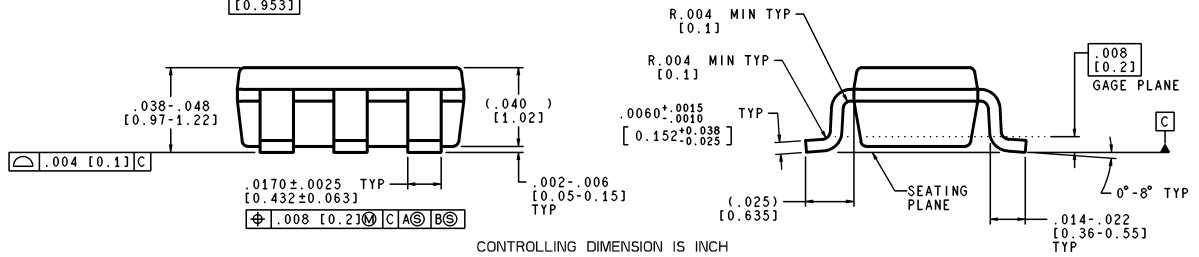 [0.953]
.038-.048
[0.97-1.22]
(.040 )
[1.02]
⌓ .004 [0.1] C
.0170±.0025 TYP
[0.432±0.063]
⌖ .008 [0.2]Ⓜ C AⓈ BⓈ
.002-.006
[0.05-0.15]
TYP
R.004 MIN TYP
[0.1]
R.004 MIN TYP
[0.1]
.0060+.0015 -.0010 TYP
[0.152+0.038 -0.025]
.008
[0.2]
GAGE PLANE
C
0°-8° TYP
SEATING
PLANE
(.025)
[0.635]
.014-.022
[0.36-0.55]
TYP
CONTROLLING DIMENSION IS INCH